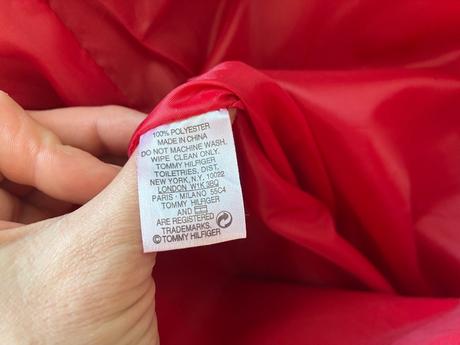 100% POLYESTER
MADE IN CHINA
DO NOT MACHINE WASH.
WIPE CLEAN ONLY.
TOMMY HILFIGER
TOILETRIES, DIST.
NEW YORK, N.Y. 10022
LONDON W1K 3BQ
PARIS - MILANO 55C4
TOMMY HILFIGER
AND
ARE REGISTERED
TRADEMARKS.
©TOMMY HILFIGER